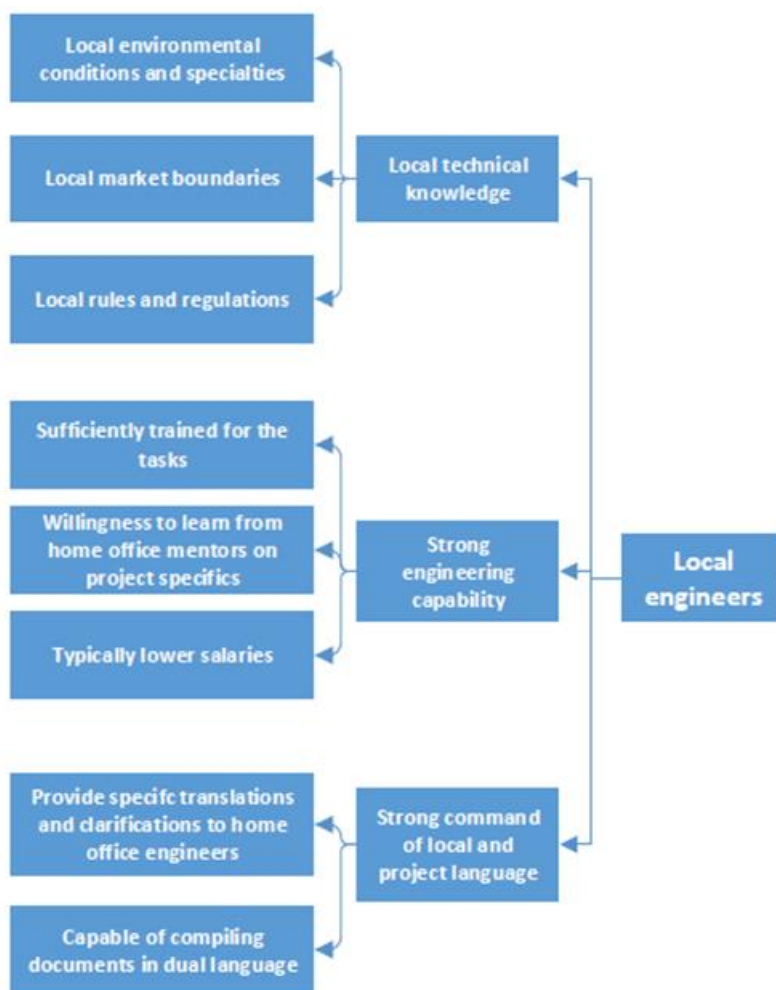 Local environmental
conditions and specialties
Local market boundaries
Local technical
knowledge
Local rules and regulations
Sufficiently trained for the
tasks
Willingness to learn from
home office mentors on
project specifics
Strong
engineering
capability
Local
engineers
Typically lower salaries
Provide specifc translations
and clarifications to home
office engineers
Strong command
of local and
project language
Capable of compiling
documents in dual language